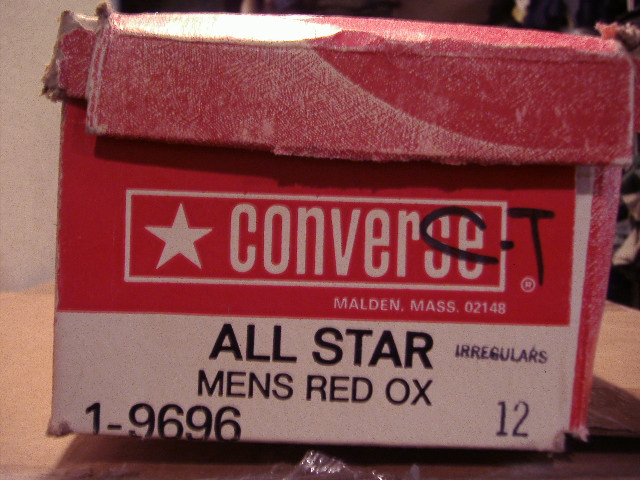 CONVERSE C-T ®
MALDEN, MASS. 02148
ALL STAR IRREGULARS
MENS RED OX
1-9696 12